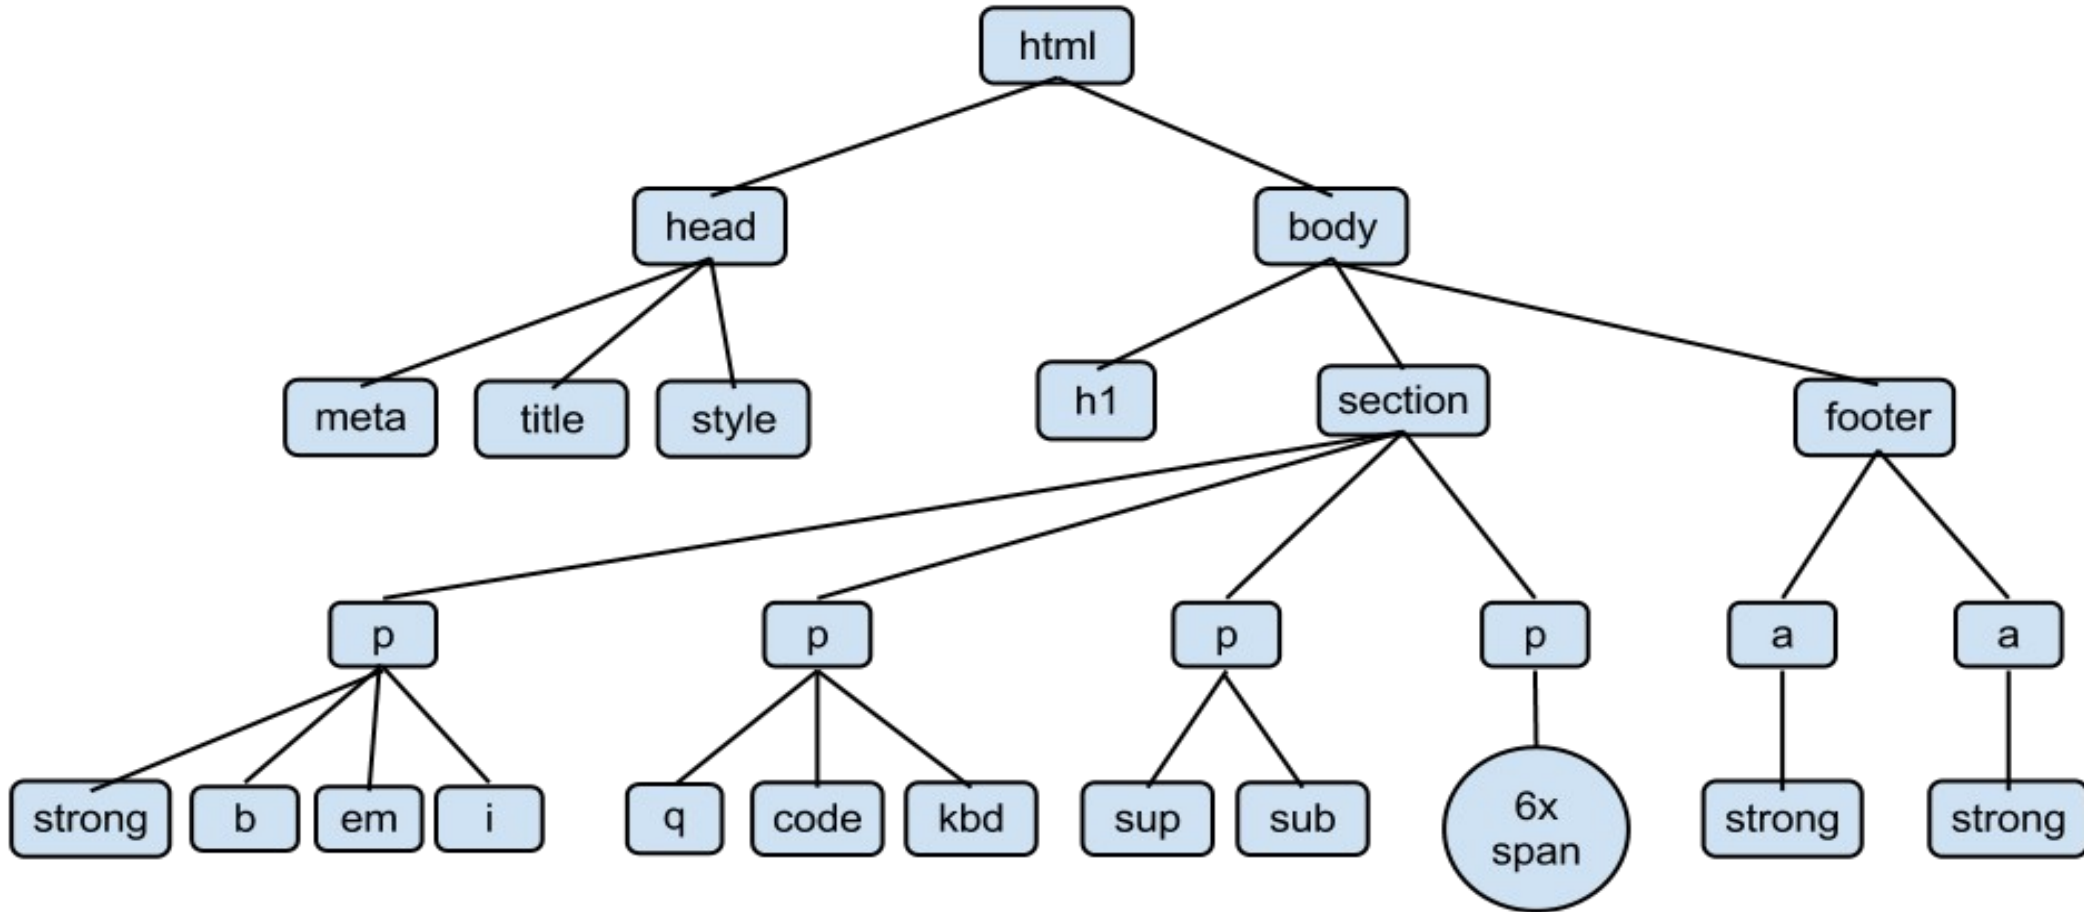 html
head
body
meta
title
style
h1
section
footer
p
p
p
p
a
a
strong
b
em
i
q
code
kbd
sup
sub
6x
span
strong
strong